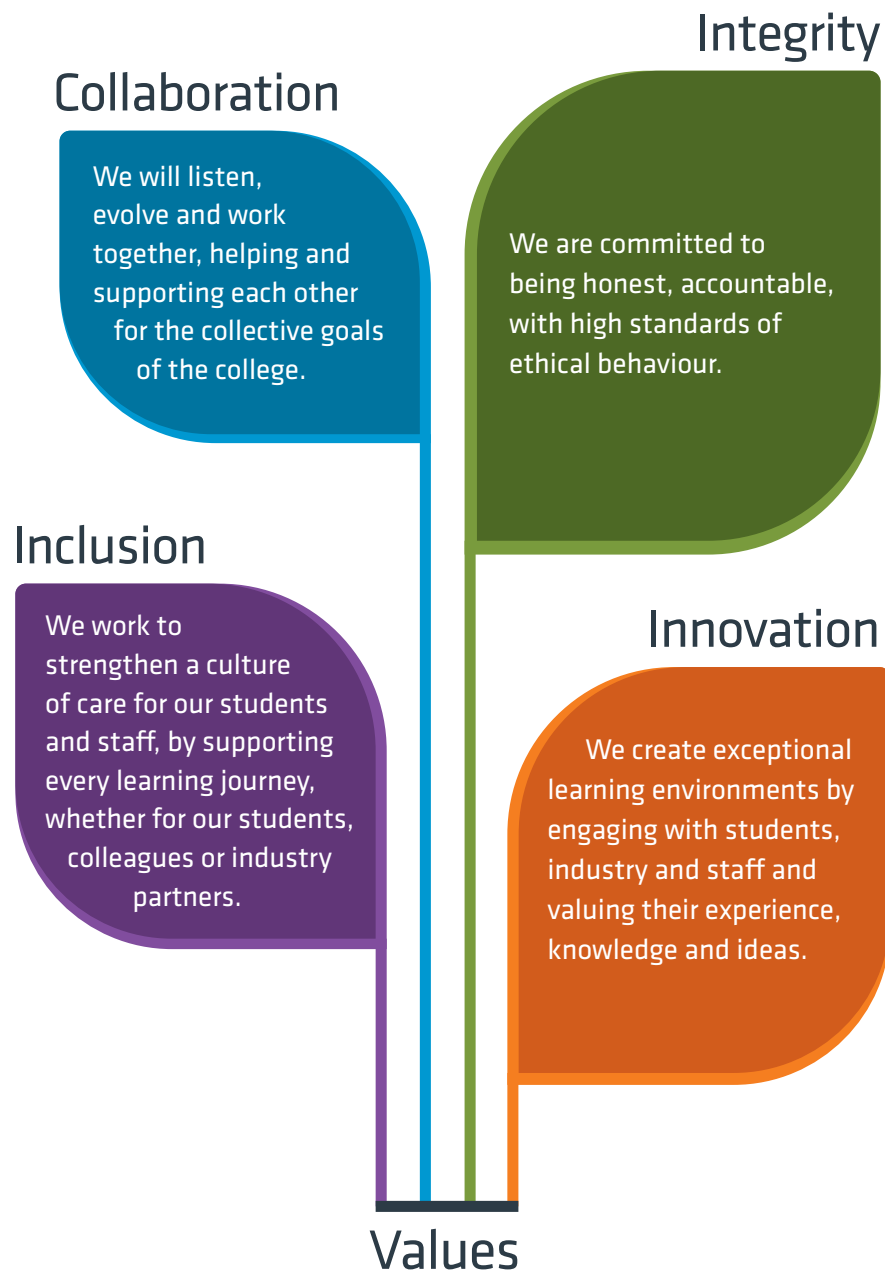 Collaboration
We will listen,
evolve and work
together, helping and
supporting each other
for the collective goals
of the college.
Integrity
We are committed to
being honest, accountable,
with high standards of
ethical behaviour.
Inclusion
We work to
strengthen a culture
of care for our students
and staff, by supporting
every learning journey,
whether for our students,
colleagues or industry
partners.
Innovation
We create exceptional
learning environments by
engaging with students,
industry and staff and
valuing their experience,
knowledge and ideas.
Values